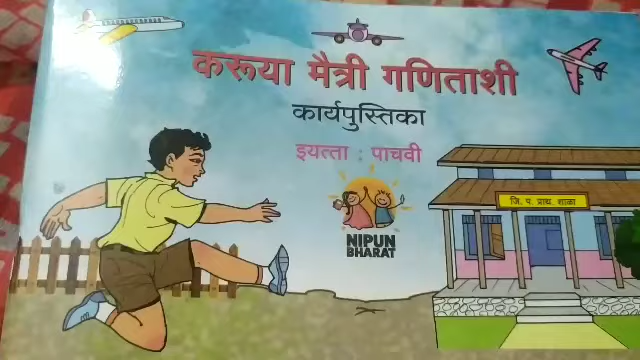 करूया मैत्री गणिताशी
कार्यपुस्तिका
इयत्ता : पाचवी
NIPUN
BHARAT
जि. प. प्राथ. शाळा